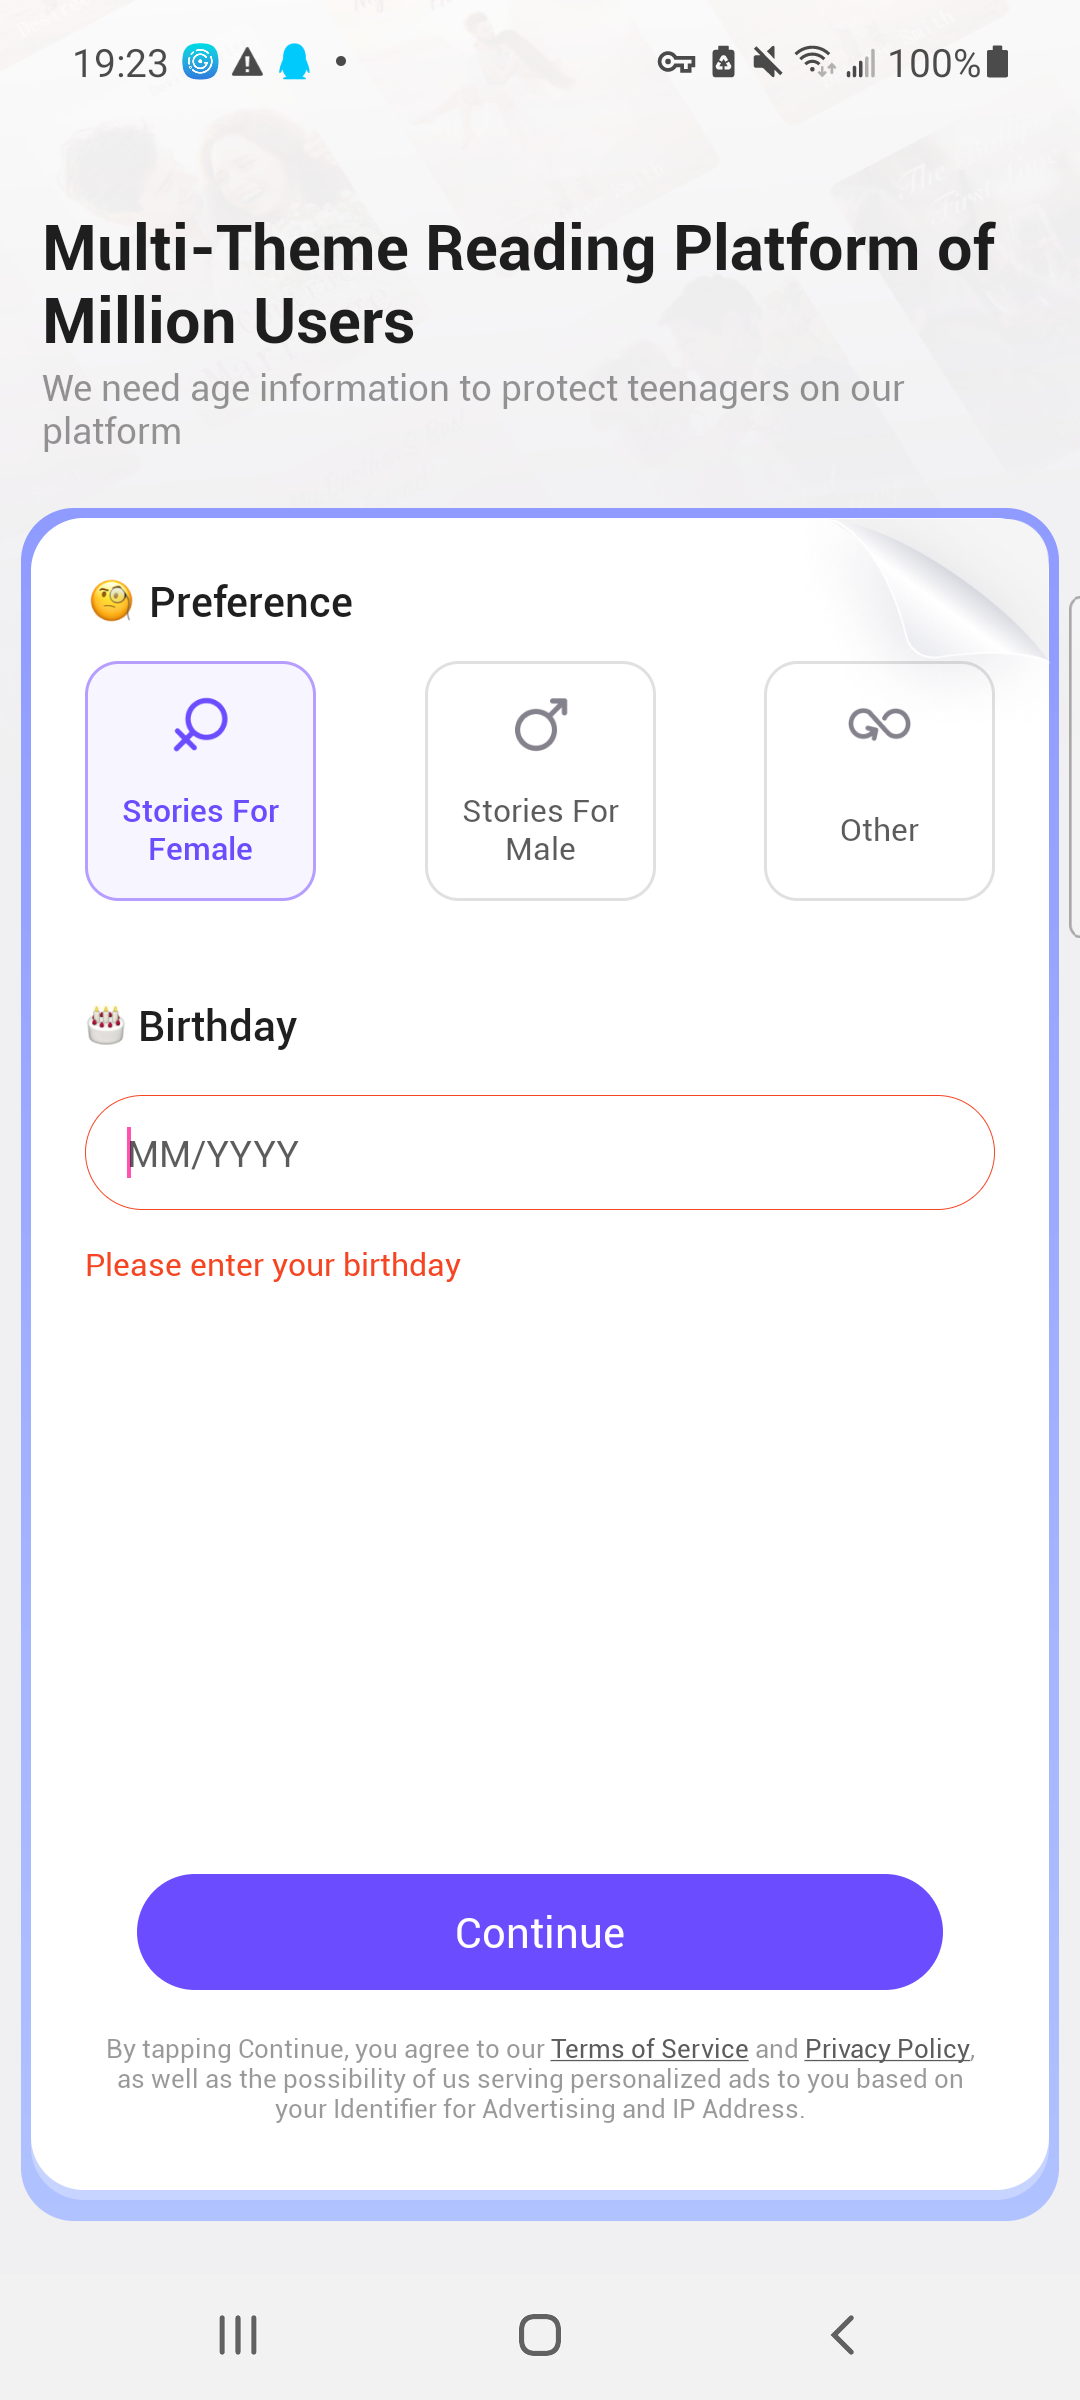 19:23
100%
Multi-Theme Reading Platform of
Million Users
We need age information to protect teenagers on our
platform
Preference
Stories For
Female
Stories For
Male
Other
Birthday
MM/YYYY
Please enter your birthday
Continue
By tapping Continue, you agree to our Terms of Service and Privacy Policy,
as well as the possibility of us serving personalized ads to you based on
your Identifier for Advertising and IP Address.